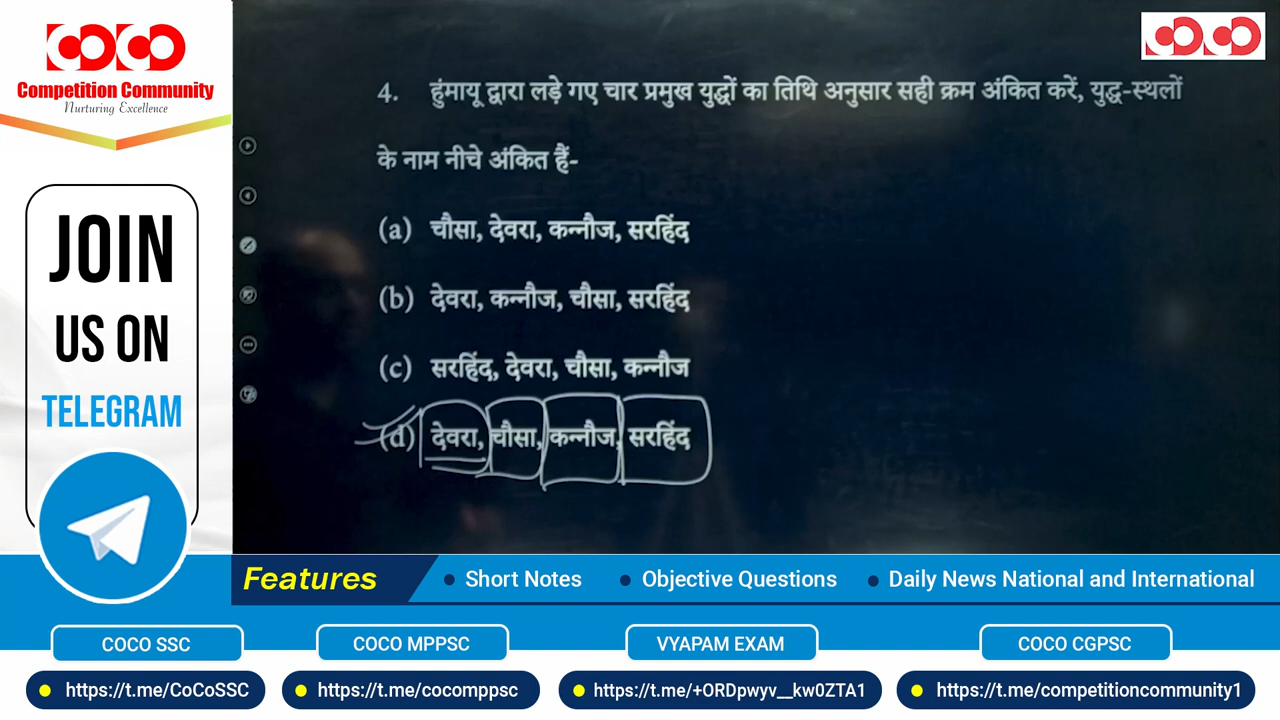 COCO
Competition Community
Nurturing Excellence
JOIN
US ON
TELEGRAM
COCO
4. हुंमायू द्वारा लड़े गए चार प्रमुख युद्धों का तिथि अनुसार सही क्रम अंकित करें, युद्ध-स्थलों
के नाम नीचे अंकित हैं-
(a) चौसा, देवरा, कन्नौज, सरहिंद
(b) देवरा, कन्नौज, चौसा, सरहिंद
(c) सरहिंद, देवरा, चौसा, कन्नौज
(d) देवरा, चौसा, कन्नौज, सरहिंद
Features
• Short Notes • Objective Questions • Daily News National and International
COCO SSC
COCO MPPSC
VYAPAM EXAM
COCO CGPSC
https://t.me/CoCoSSC
https://t.me/cocomppsc
https://t.me/+ORDpwyv__kw0ZTA1
https://t.me/competitioncommunity1